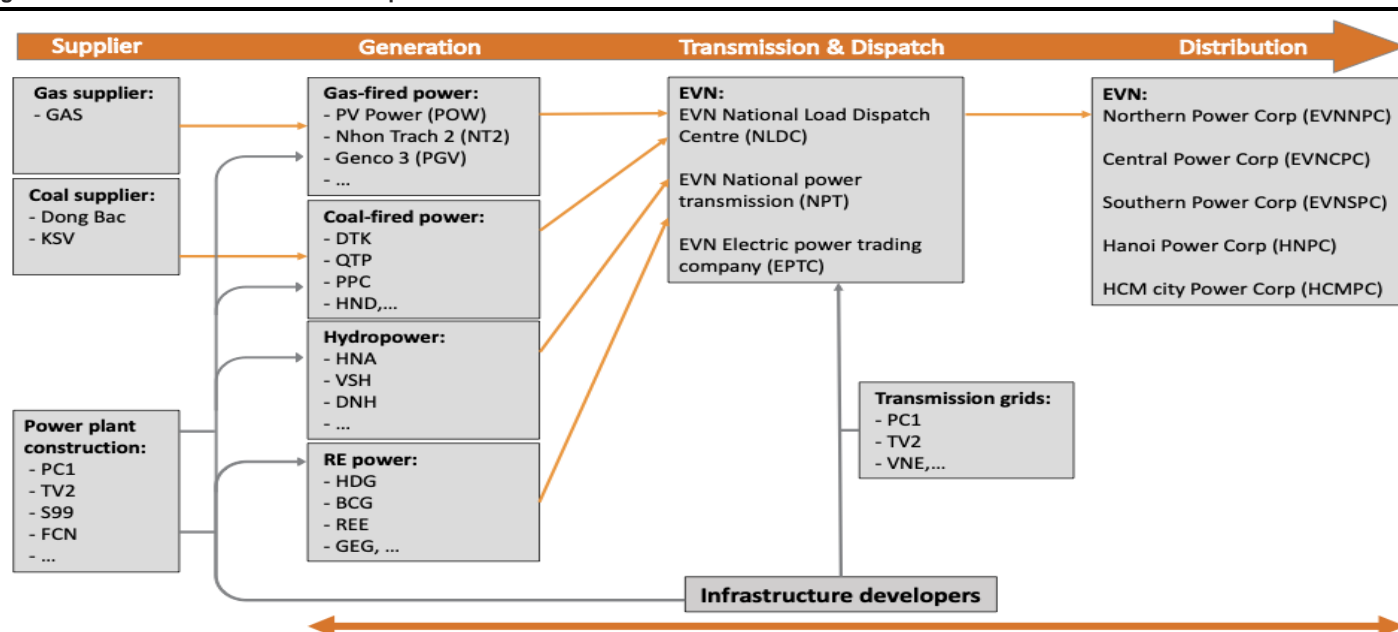 Supplier
Generation
Transmission & Dispatch
Distribution
Gas supplier:
- GAS
Coal supplier:
- Dong Bac
- KSV
Power plant
construction:
- PC1
- TV2
- S99
- FCN
- ...
Gas-fired power:
- PV Power (POW)
- Nhon Trach 2 (NT2)
- Genco 3 (PGV)
- ...
Coal-fired power:
- DTK
- QTP
- PPC
- HND,...
Hydropower:
- HNA
- VSH
- DNH
- ...
RE power:
- HDG
- BCG
- REE
- GEG, ...
EVN:
EVN National Load Dispatch
Centre (NLDC)
EVN National power
transmission (NPT)
EVN Electric power trading
company (EPTC)
Transmission grids:
- PC1
- TV2
- VNE,...
Infrastructure developers
EVN:
Northern Power Corp (EVNNPC)
Central Power Corp (EVNCPC)
Southern Power Corp (EVNSPC)
Hanoi Power Corp (HNPC)
HCM city Power Corp (HCMPC)